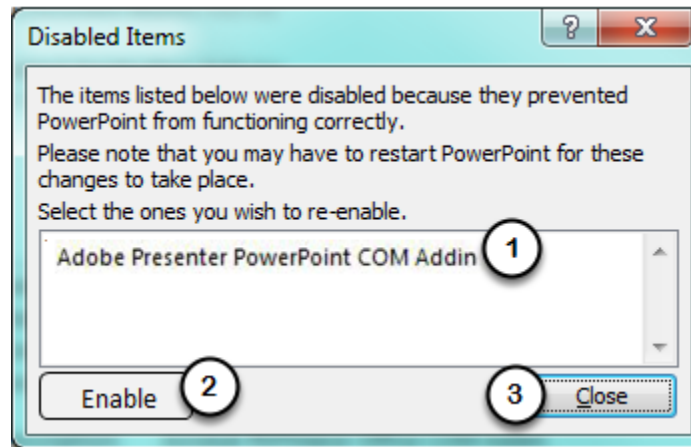 Disabled Items
?
The items listed below were disabled because they prevented
PowerPoint from functioning correctly.
Please note that you may have to restart PowerPoint for these
changes to take place.
Select the ones you wish to re-enable.
Adobe Presenter PowerPoint COM Addin 1
Enable 2 3 Close